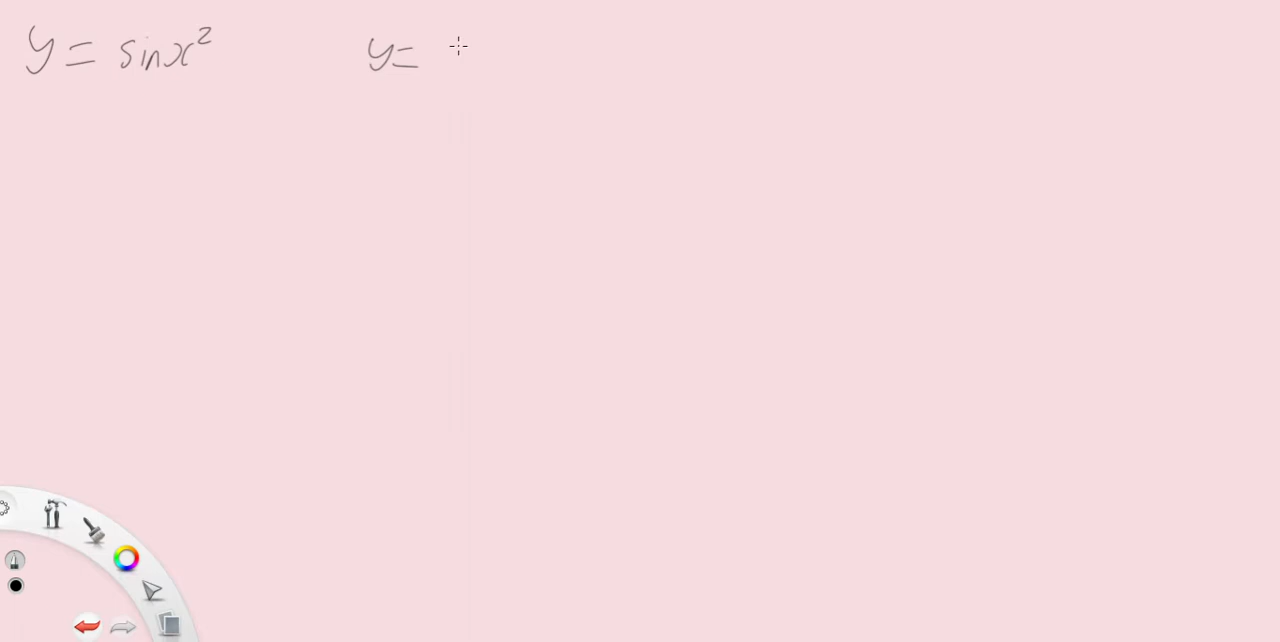 y = sinx² y=